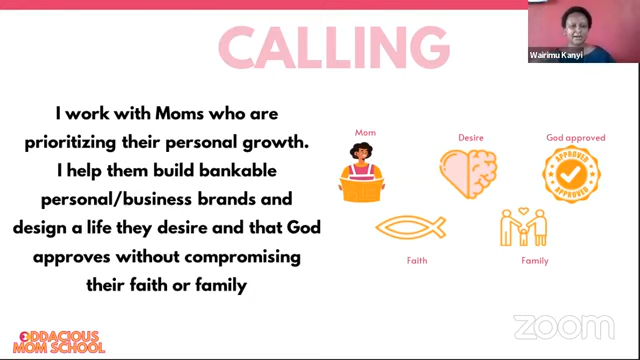 CALLING
Wairimu Kanyi
I work with Moms who are
prioritizing their personal growth.
I help them build bankable
personal/business brands and
design a life they desire and that God
approves without compromising
their faith or family
Mom
Desire
God approved
APPROVED
APPROVED
Faith
Family
ODDACIOUS
MOM SCHOOL
zoom